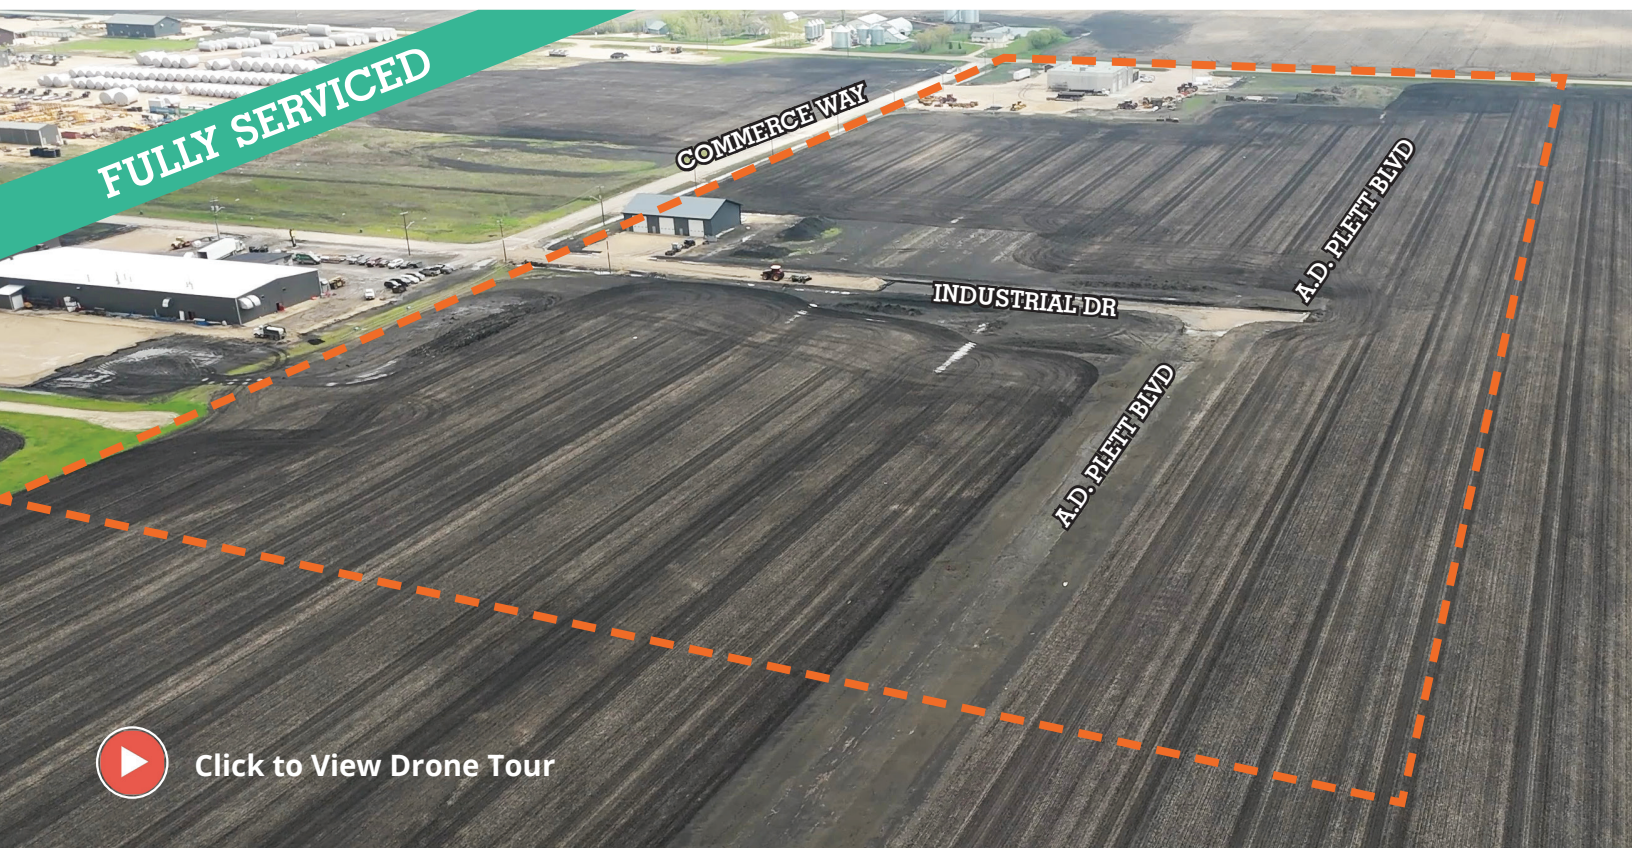 FULLY SERVICED
COMMERCE WAY
A.D. PLETT BLVD
INDUSTRIAL DR
A.D. PLETT BLVD
Click to View Drone Tour